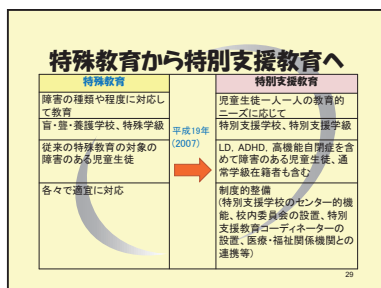 特殊教育から特別支援教育へ
特殊教育
特別支援教育
障害の種類や程度に対応し
て教育
平成19年
(2007)
児童生徒一人一人の教育的
ニーズに応じて
盲・聾・養護学校、特殊学級
特別支援学校、特別支援学級
従来の特殊教育の対象の
障害のある児童生徒
LD, ADHD, 高機能自閉症を含
めて障害のある児童生徒、通
常学級在籍者も含む
各々で適宜に対応
制度的整備
(特別支援学校のセンター的機
能、校内委員会の設置、特別
支援教育コーディネーターの
設置、医療・福祉関係機関との
連携等)
29